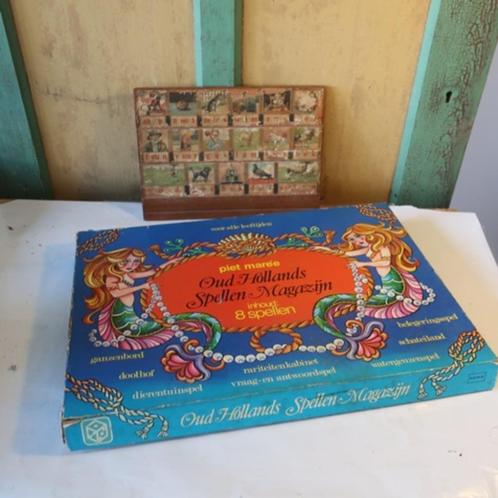 voor alle leeftijden
piet marée
Oud Hollands
Spellen Magazijn
inhoud:
8 spellen
ganzenbord
doolhof
dierentuinspel
rariteitenkabinet
vraag- en antwoordspel
belegeringsspel
schateiland
watergeuzenspel
Oud Hollands Spellen Magazijn